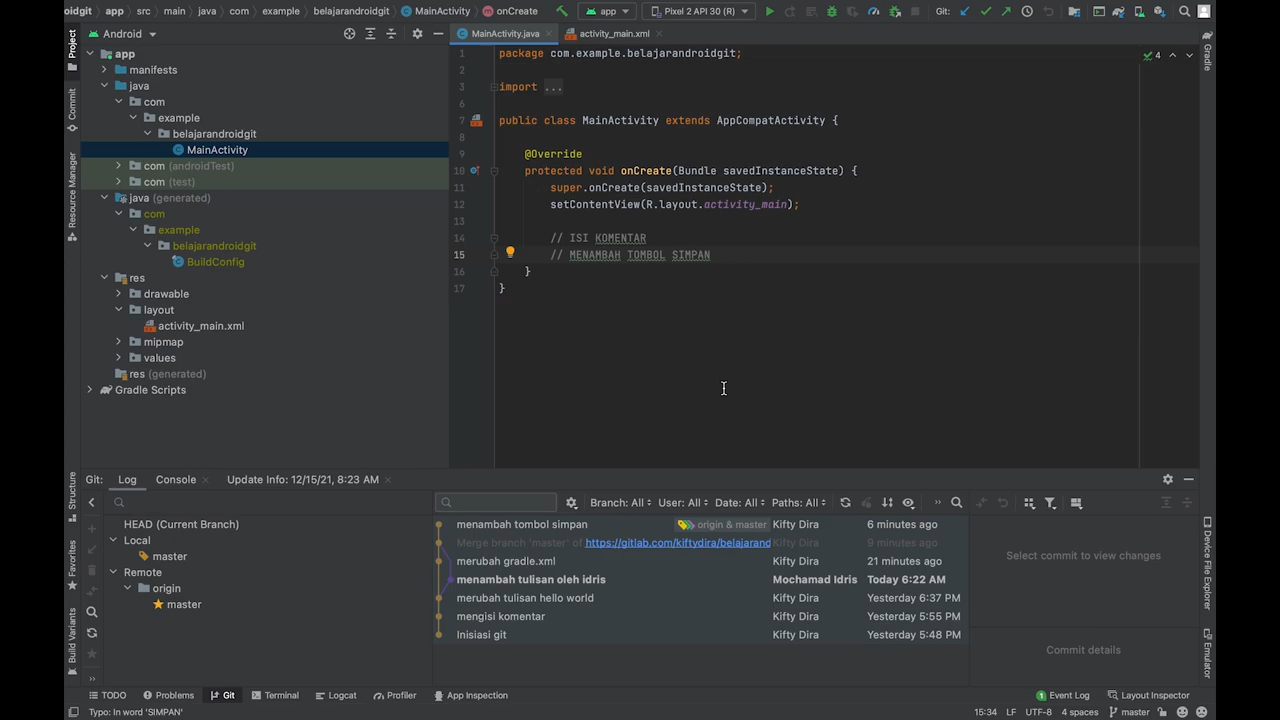 oidgit app src main java com example belajarandroidgit MainActivity onCreate app Pixel 2 API 30 (R) Git:
Project
Commit
Resource Manager
Structure
Favorites
Build Variants
Android
app
manifests
java
com
example
belajarandroidgit
MainActivity
com (androidTest)
com (test)
java (generated)
com
example
belajarandroidgit
BuildConfig
res
drawable
layout
activity_main.xml
mipmap
values
res (generated)
Gradle Scripts
MainActivity.java activity_main.xml
4
1 package com.example.belajarandroidgit;
2
3 import ...
6
7 public class MainActivity extends AppCompatActivity {
8
9 @Override
10 protected void onCreate(Bundle savedInstanceState) {
11 super.onCreate(savedInstanceState);
12 setContentView(R.layout.activity_main);
13
14 // ISI KOMENTAR
15 // MENAMBAH TOMBOL SIMPAN
16 }
17 }
Gradle
Device File Explorer
Emulator
Git: Log Console Update Info: 12/15/21, 8:23 AM
HEAD (Current Branch)
Local
master
Remote
origin
master
Branch: All User: All Date: All Paths: All
menambah tombol simpan origin & master Kifty Dira 6 minutes ago
Merge branch 'master' of https://gitlab.com/kiftydira/belajarand Kifty Dira 9 minutes ago
merubah gradle.xml Kifty Dira 21 minutes ago
menambah tulisan oleh idris Mochamad Idris Today 6:22 AM
merubah tulisan hello world Kifty Dira Yesterday 6:37 PM
mengisi komentar Kifty Dira Yesterday 5:55 PM
Inisiasi git Kifty Dira Yesterday 5:48 PM
Select commit to view changes
Commit details
TODO Problems Git Terminal Logcat Profiler App Inspection 1 Event Log Layout Inspector
Typo: In word 'SIMPAN' 15:34 LF UTF-8 4 spaces master